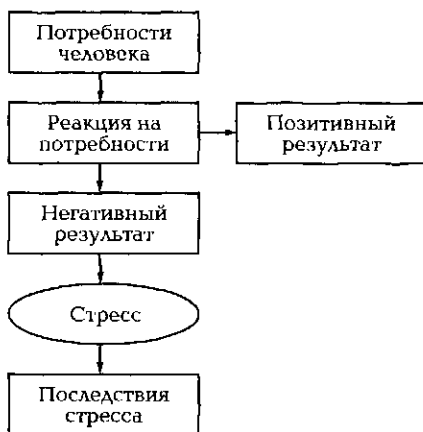 Потребности
человека
Реакция на
потребности
Позитивный
результат
Негативный
результат
Стресс
Последствия
стресса